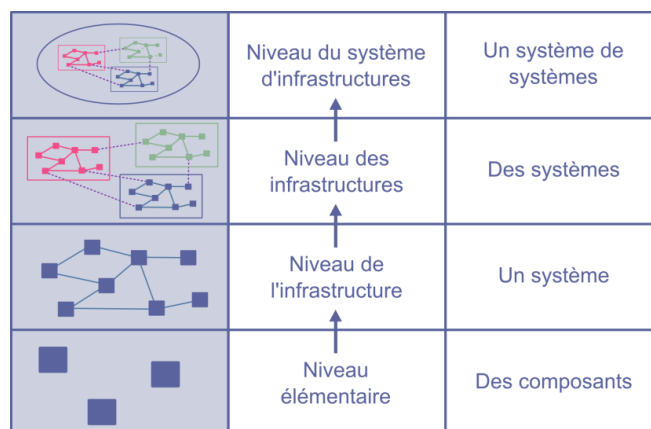 Niveau du système
d'infrastructures
Un système de
systèmes
Niveau des
infrastructures
Des systèmes
Niveau de
l'infrastructure
Un système
Niveau
élémentaire
Des composants